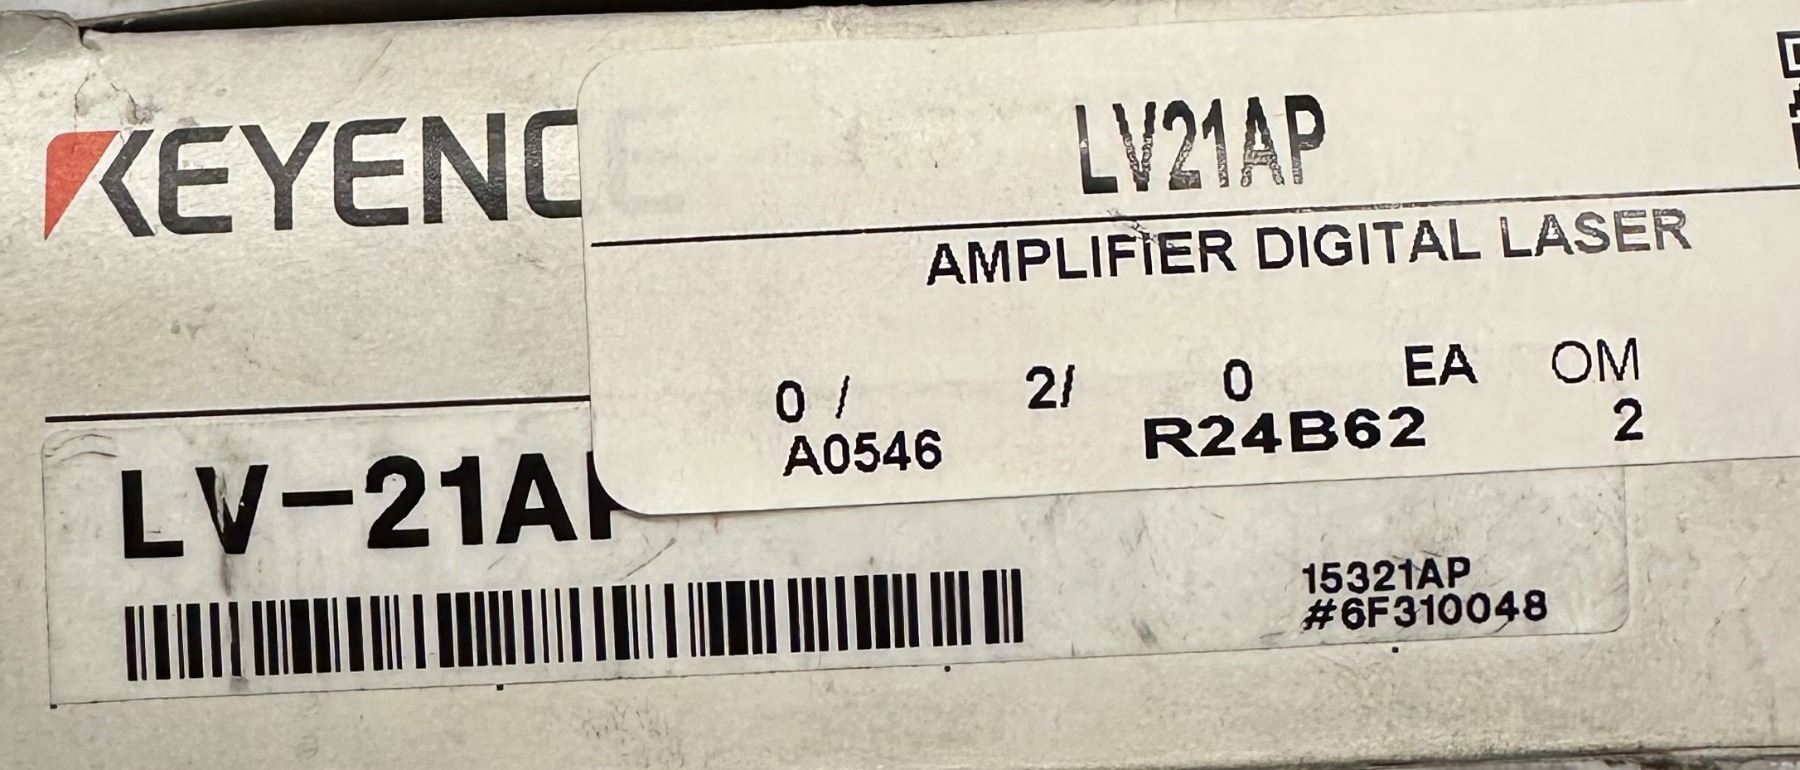 KEYENC
LV21AP
AMPLIFIER DIGITAL LASER
0 / 2/ 0 EA OM
A0546 R24B62 2
LV-21AP
15321AP
#6F310048